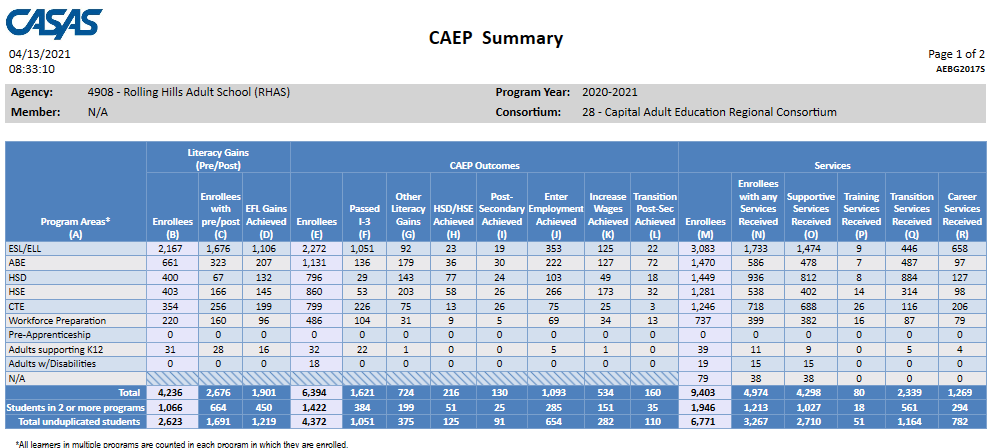 CASAS
04/13/2021
08:33:10
CAEP Summary
Page 1 of 2
AEBG2017S
Agency: 4908 - Rolling Hills Adult School (RHAS) Program Year: 2020-2021
Member: N/A Consortium: 28 - Capital Adult Education Regional Consortium
Literacy Gains (Pre/Post) CAEP Outcomes Services
Program Areas* (A) Enrollees (B) Enrollees with pre/post (C) EFL Gains Achieved (D) Enrollees (E) Passed I-3 (F) Other Literacy Gains (G) HSD/HSE Achieved (H) Post-Secondary Achieved (I) Enter Employment Achieved (J) Increase Wages Achieved (K) Transition Post-Sec Achieved (L) Enrollees (M) Enrollees with any Services Received (N) Supportive Services Received (O) Training Services Received (P) Transition Services Received (Q) Career Services Received (R)
ESL/ELL 2,167 1,676 1,106 2,272 1,051 92 23 19 353 125 22 3,083 1,733 1,474 9 446 658
ABE 661 323 207 1,131 136 179 36 30 222 127 72 1,470 586 478 7 487 97
HSD 400 67 132 796 29 143 77 24 103 49 18 1,449 936 812 8 884 127
HSE 403 166 145 860 53 203 58 26 266 173 32 1,281 538 402 14 314 98
CTE 354 256 199 799 226 75 13 26 75 25 3 1,246 718 688 26 116 206
Workforce Preparation 220 160 96 486 104 31 9 5 69 34 13 737 399 382 16 87 79
Pre-Apprenticeship 0 0 0 0 0 0 0 0 0 0 0 0 0 0 0 0 0
Adults supporting K12 31 28 16 32 22 1 0 0 5 1 0 39 11 9 0 5 4
Adults w/Disabilities 0 0 0 18 0 0 0 0 0 0 0 19 15 15 0 0 0
N/A 79 38 38 0 0 0
Total 4,236 2,676 1,901 6,394 1,621 724 216 130 1,093 534 160 9,403 4,974 4,298 80 2,339 1,269
Students in 2 or more programs 1,066 664 450 1,422 384 199 51 25 285 151 35 1,946 1,213 1,027 18 561 294
Total unduplicated students 2,623 1,691 1,219 4,372 1,051 375 125 91 654 282 110 6,771 3,267 2,710 51 1,164 782
*All learners in multiple programs are counted in each program in which they are enrolled.